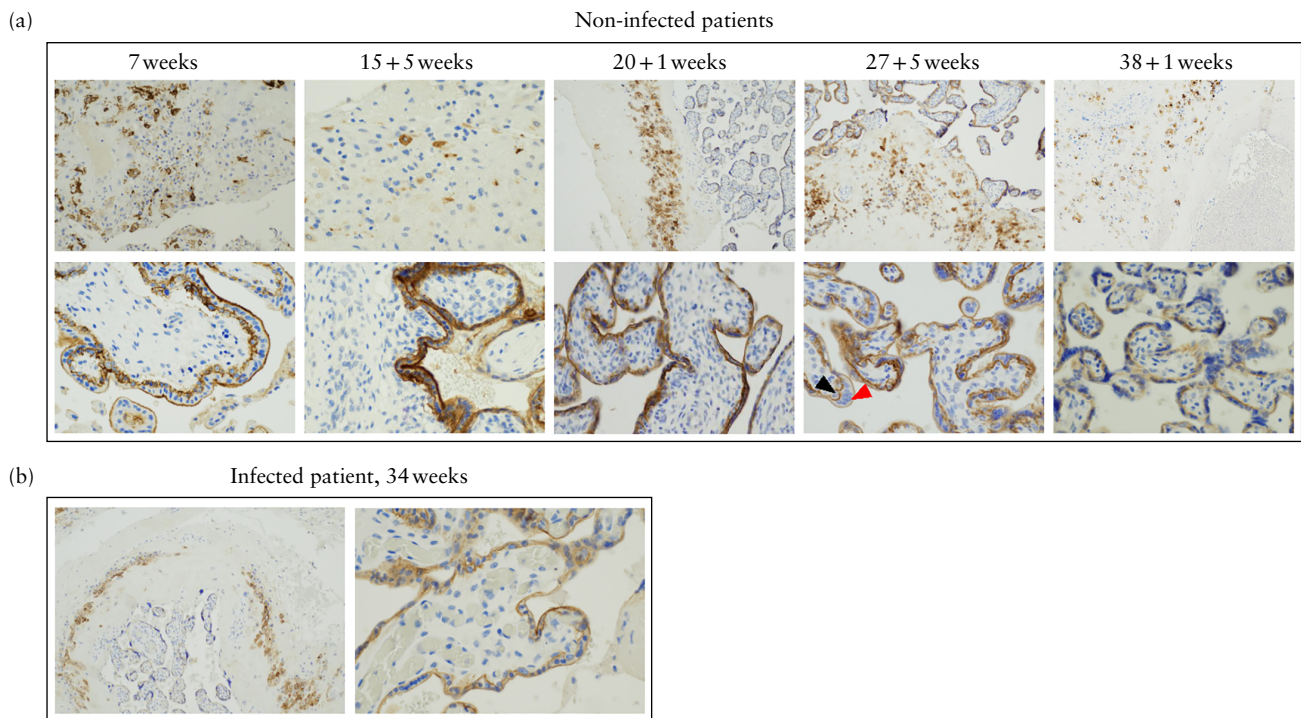 (a)
Non-infected patients
7 weeks
15 + 5 weeks
20 + 1 weeks
27 + 5 weeks
38 + 1 weeks
(b)
Infected patient, 34 weeks